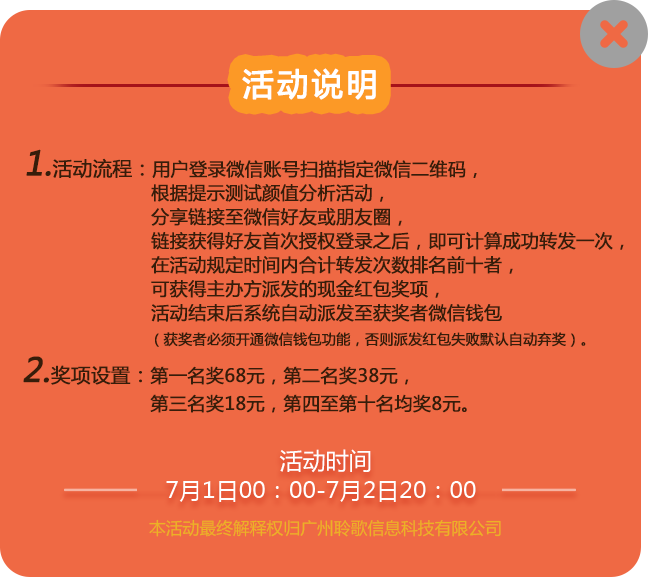 活动说明
1.活动流程：用户登录微信账号扫描指定微信二维码，
根据提示测试颜值分析活动，
分享链接至微信好友或朋友圈，
链接获得好友首次授权登录之后，即可计算成功转发一次，
在活动规定时间内合计转发次数排名前十者，
可获得主办方派发的现金红包奖项，
活动结束后系统自动派发至获奖者微信钱包
（获奖者必须开通微信钱包功能，否则派发红包失败默认自动弃奖）。
2.奖项设置：第一名奖68元，第二名奖38元，
第三名奖18元，第四至第十名均奖8元。
活动时间
7月1日00：00-7月2日20：00
本活动最终解释权归广州聆歌信息科技有限公司